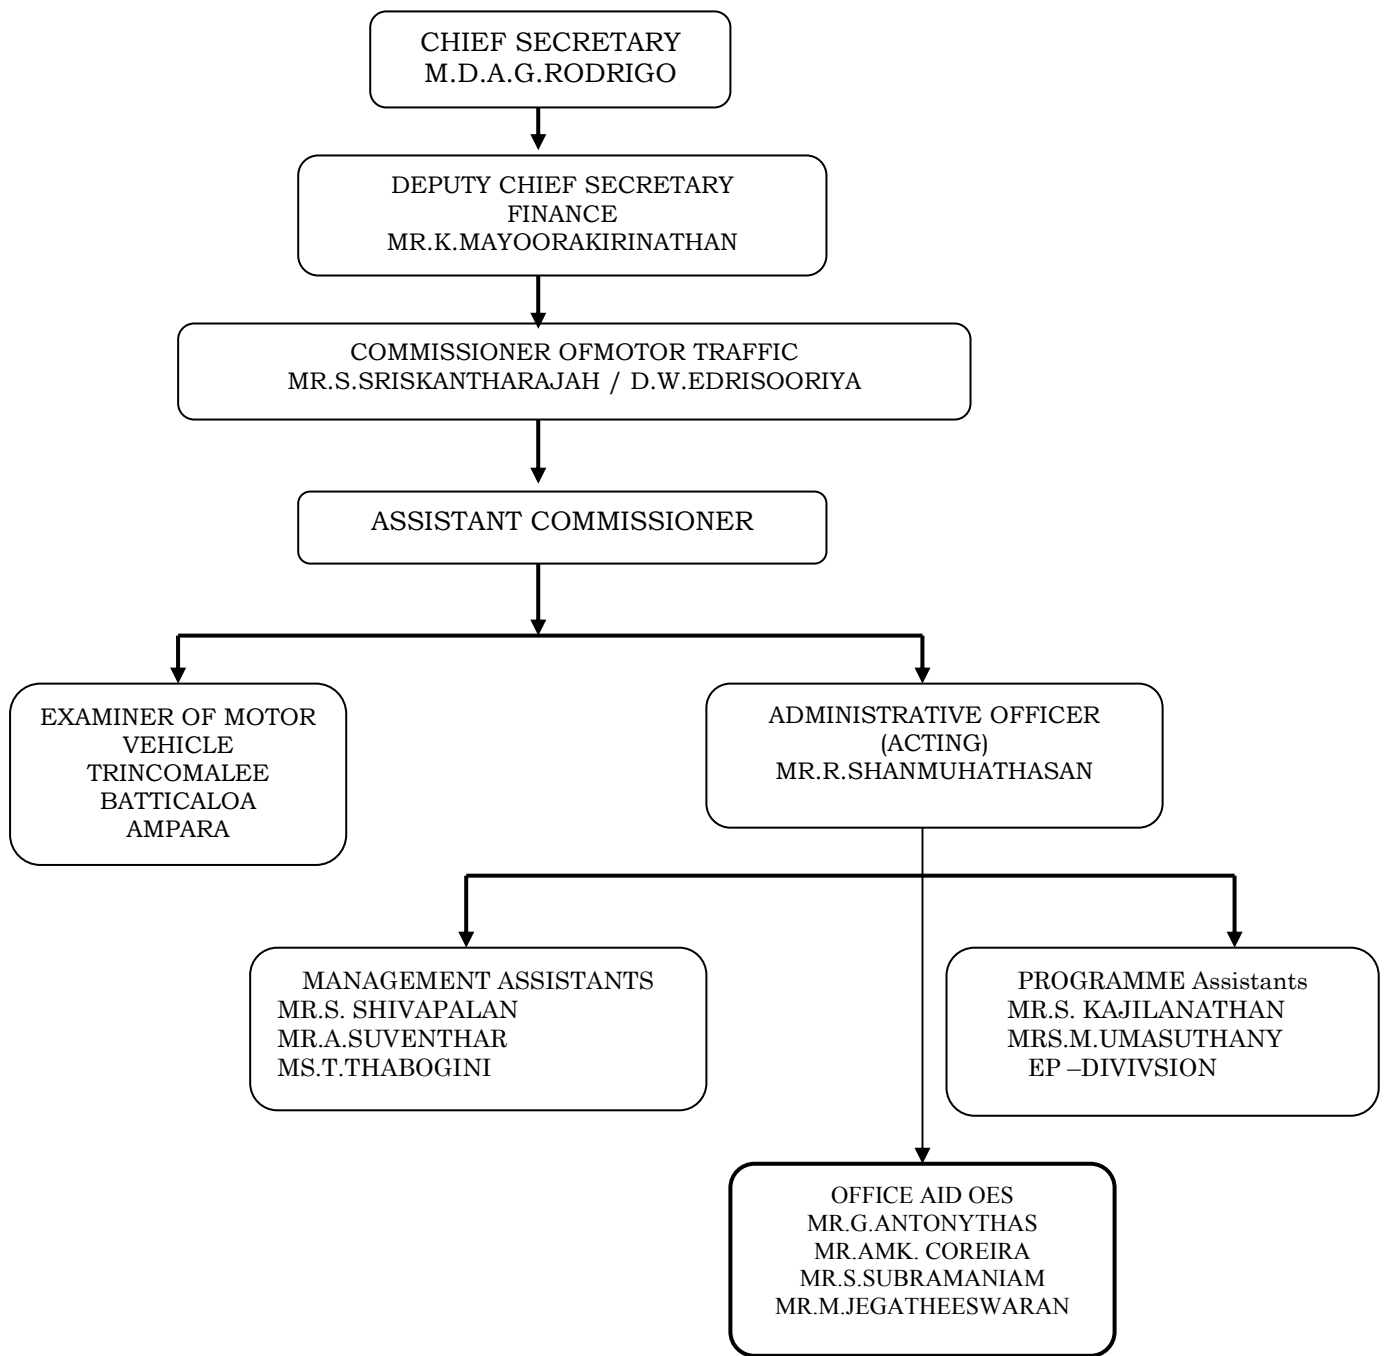 CHIEF SECRETARY
M.D.A.G.RODRIGO
DEPUTY CHIEF SECRETARY
FINANCE
MR.K.MAYOORAKIRINATHAN
COMMISSIONER OFMOTOR TRAFFIC
MR.S.SRISKANTHARAJAH / D.W.EDRISOORIYA
ASSISTANT COMMISSIONER
EXAMINER OF MOTOR
VEHICLE
TRINCOMALEE
BATTICALOA
AMPARA
ADMINISTRATIVE OFFICER
(ACTING)
MR.R.SHANMUHATHASAN
MANAGEMENT ASSISTANTS
MR.S. SHIVAPALAN
MR.A.SUVENTHAR
MS.T.THABOGINI
PROGRAMME Assistants
MR.S. KAJILANATHAN
MRS.M.UMASUTHANY
EP –DIVIVSION
OFFICE AID OES
MR.G.ANTONYTHAS
MR.AMK. COREIRA
MR.S.SUBRAMANIAM
MR.M.JEGATHEESWARAN